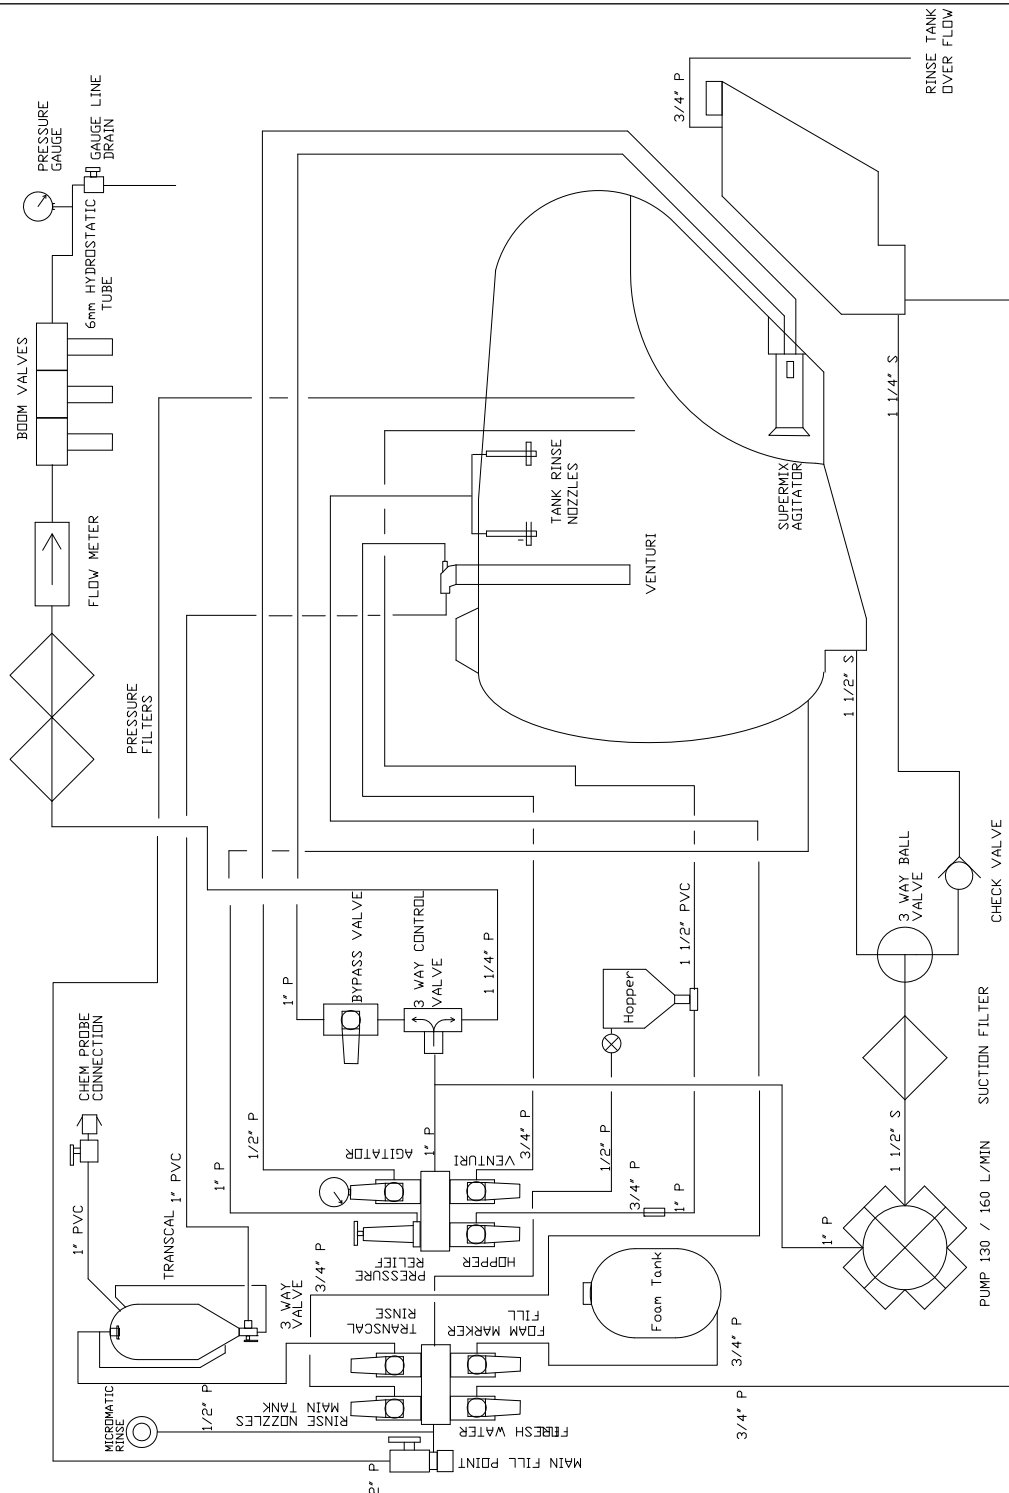 RINSE TANK
OVER FLOW
3/4" P
PRESSURE
GAUGE
GAUGE LINE
DRAIN
6mm HYDROSTATIC
TUBE
BOOM VALVES
FLOW METER
PRESSURE
FILTERS
TANK RINSE
NOZZLES
VENTURI
SUPERMIX
AGITATOR
1 1/4" S
1 1/2" S
3 WAY BALL
VALVE
CHECK VALVE
BYPASS VALVE
3 WAY CONTROL
VALVE
1" P
1 1/4" P
1 1/2" PVC
Hopper
CHEM PROBE
CONNECTION
SUCTION FILTER
1/2" P
AGITATOR
1" P
VENTURI
3/4" P
1/2" P
1 1/2" S
1" P
1" PVC
3/4" P
1" P
1" PVC
TRANSCAL
PRESSURE
RELIEF
HOPPER
1" P
PUMP 130 / 160 L/MIN
3 WAY
VALVE
3/4" P
TRANSCAL
RINSE
FOAM MARKER
FILL
Foam Tank
3/4" P
MICROMATIC
RINSE
1/2" P
RINSE NOZZLES
MAIN TANK
FRESH WATER
FILL
3/4" P
MAIN FILL POINT
2" P